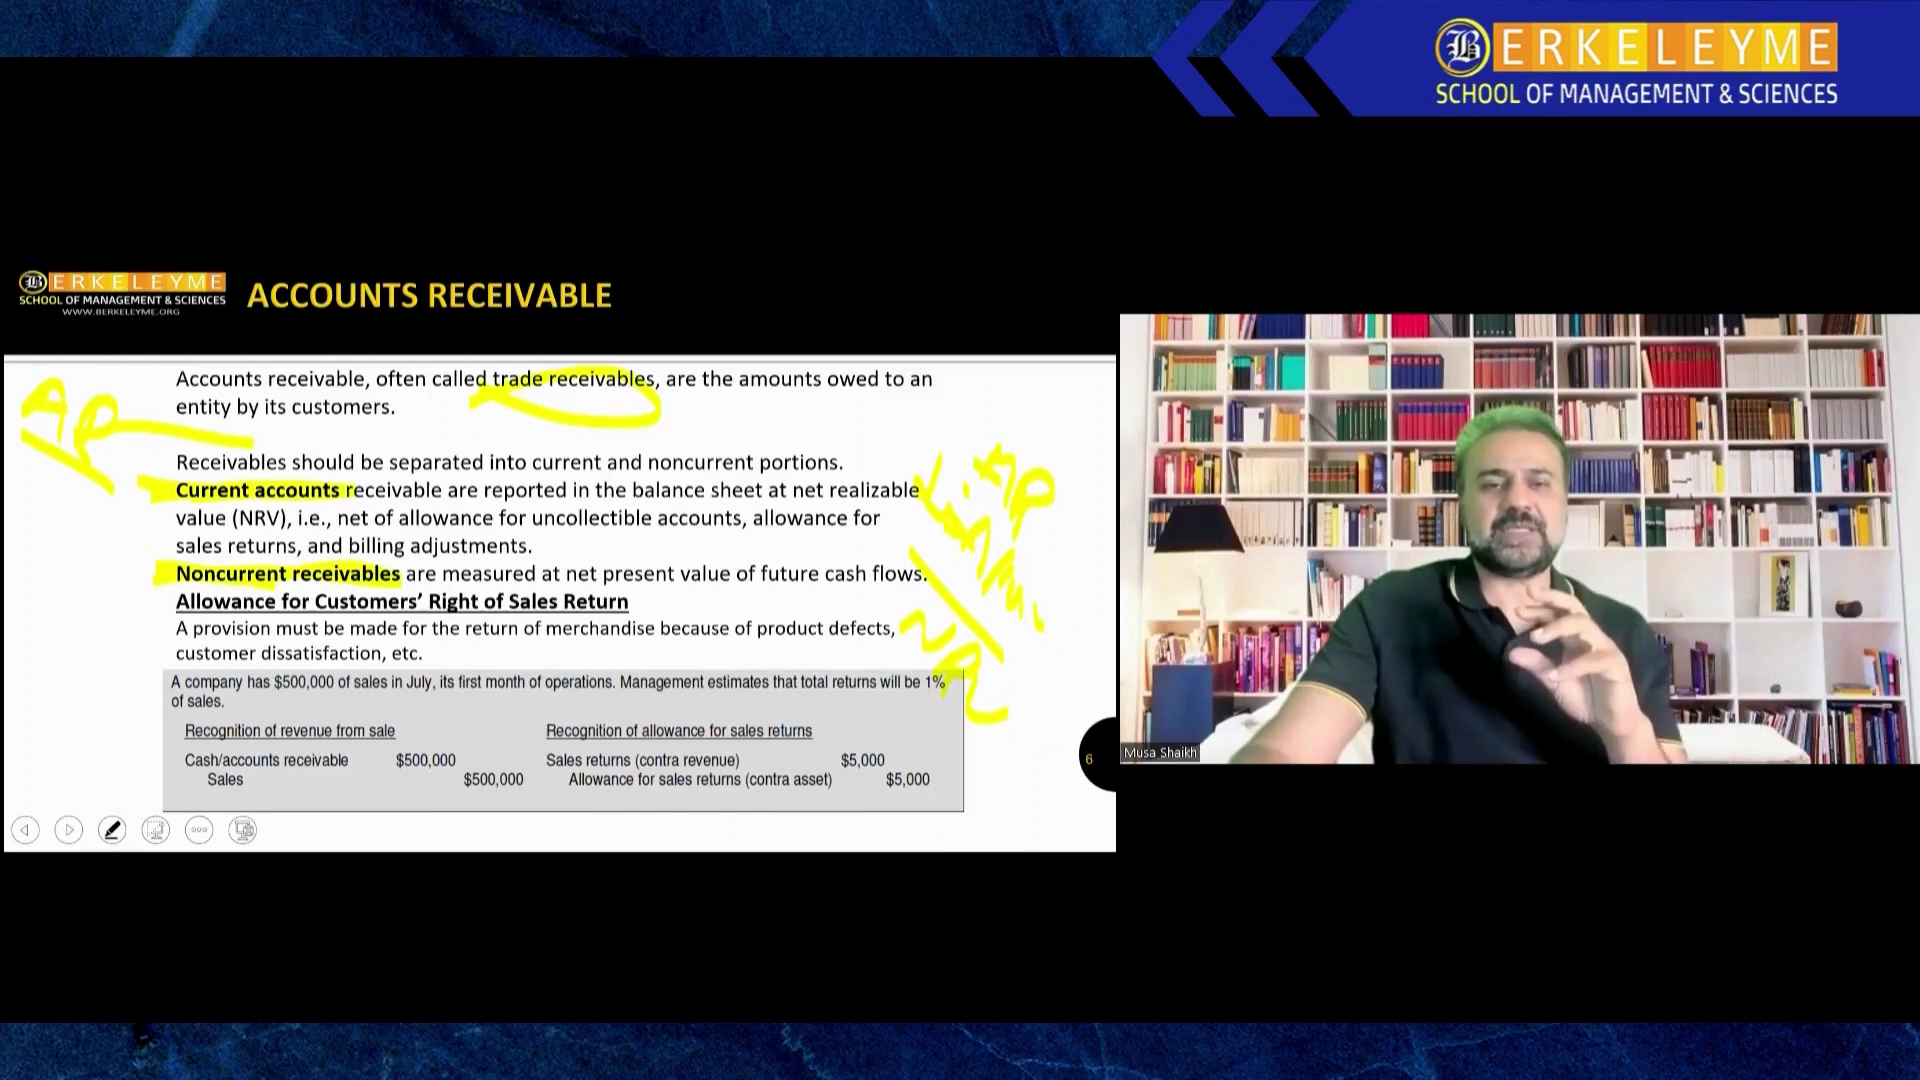 BERKELEYME
SCHOOL OF MANAGEMENT & SCIENCES
BERKELEYME
SCHOOL OF MANAGEMENT & SCIENCES
WWW.BERKELEYME.ORG
ACCOUNTS RECEIVABLE
Accounts receivable, often called trade receivables, are the amounts owed to an
entity by its customers.
AR
Receivables should be separated into current and noncurrent portions.
Current accounts receivable are reported in the balance sheet at net realizable
value (NRV), i.e., net of allowance for uncollectible accounts, allowance for
sales returns, and billing adjustments.
Noncurrent receivables are measured at net present value of future cash flows.
Allowance for Customers’ Right of Sales Return
A provision must be made for the return of merchandise because of product defects,
customer dissatisfaction, etc.
NR
A company has $500,000 of sales in July, its first month of operations. Management estimates that total returns will be 1%
of sales.
Recognition of revenue from sale
Cash/accounts receivable $500,000
Sales $500,000
Recognition of allowance for sales returns
Sales returns (contra revenue) $5,000
Allowance for sales returns (contra asset) $5,000
6
Musa Shaikh